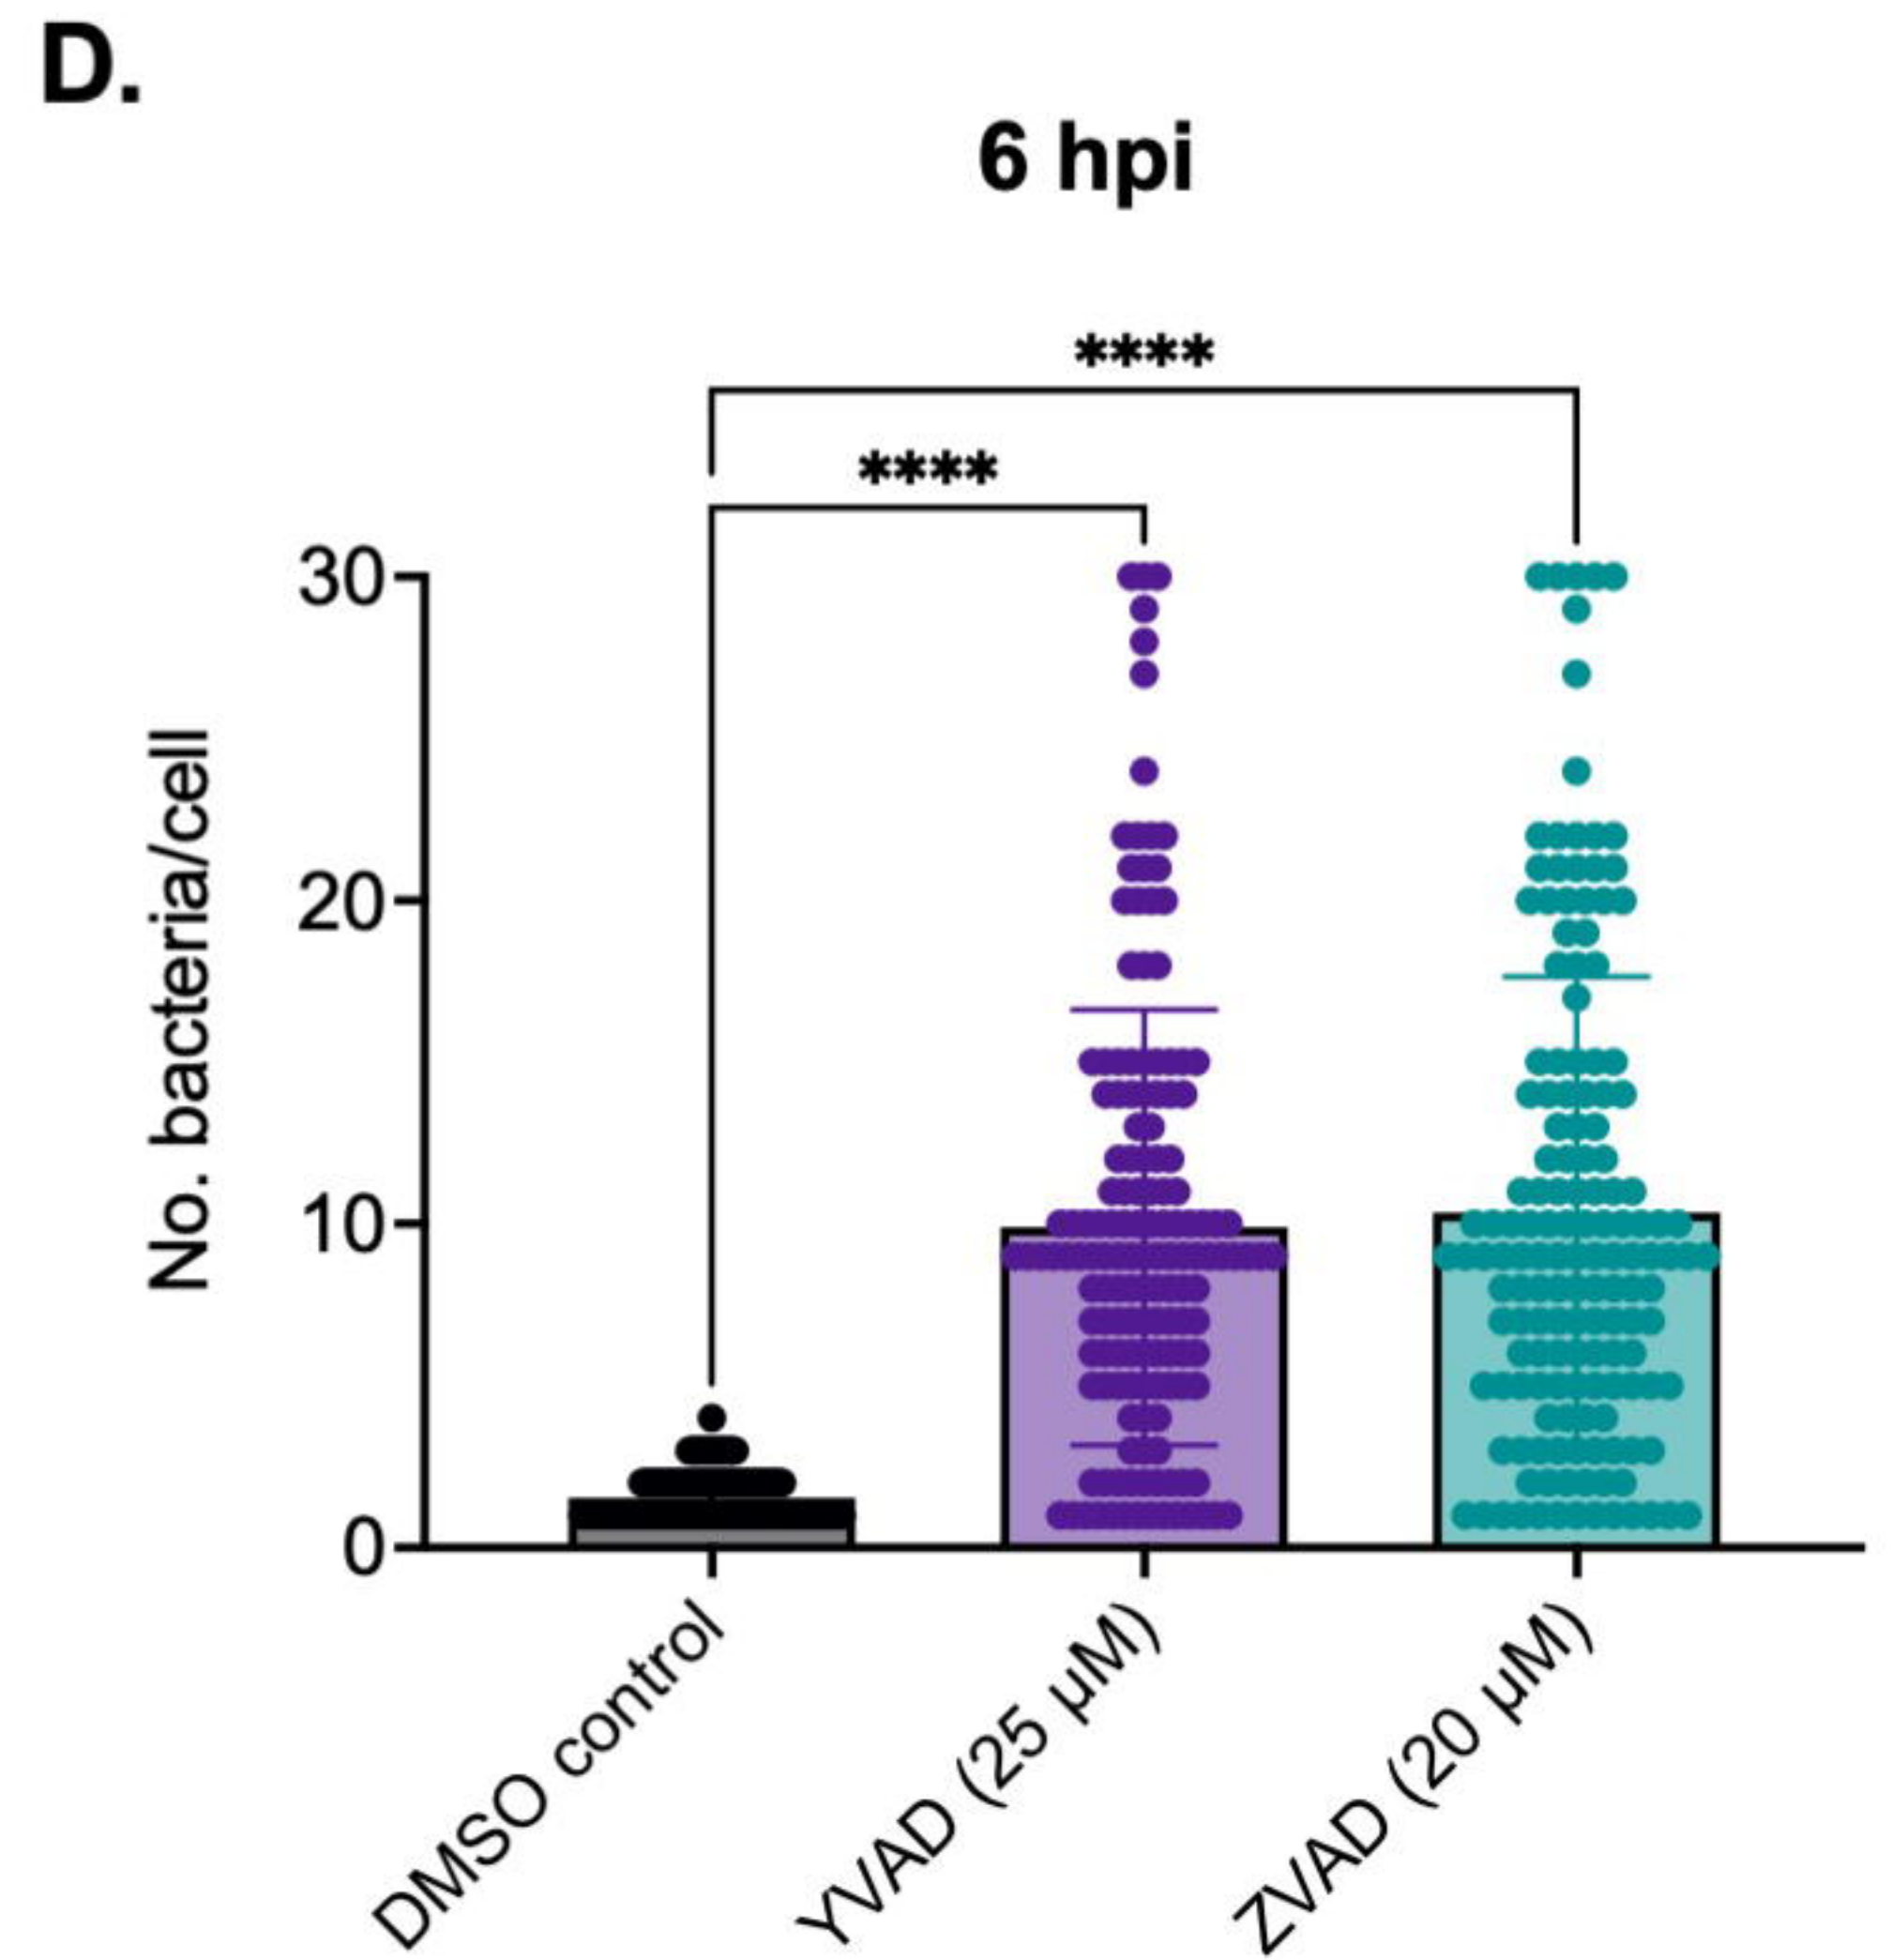 D.
6 hpi
****
****
No. bacteria/cell
30
20
10
0
DMSO control
YVAD (25 µM)
ZVAD (20 µM)